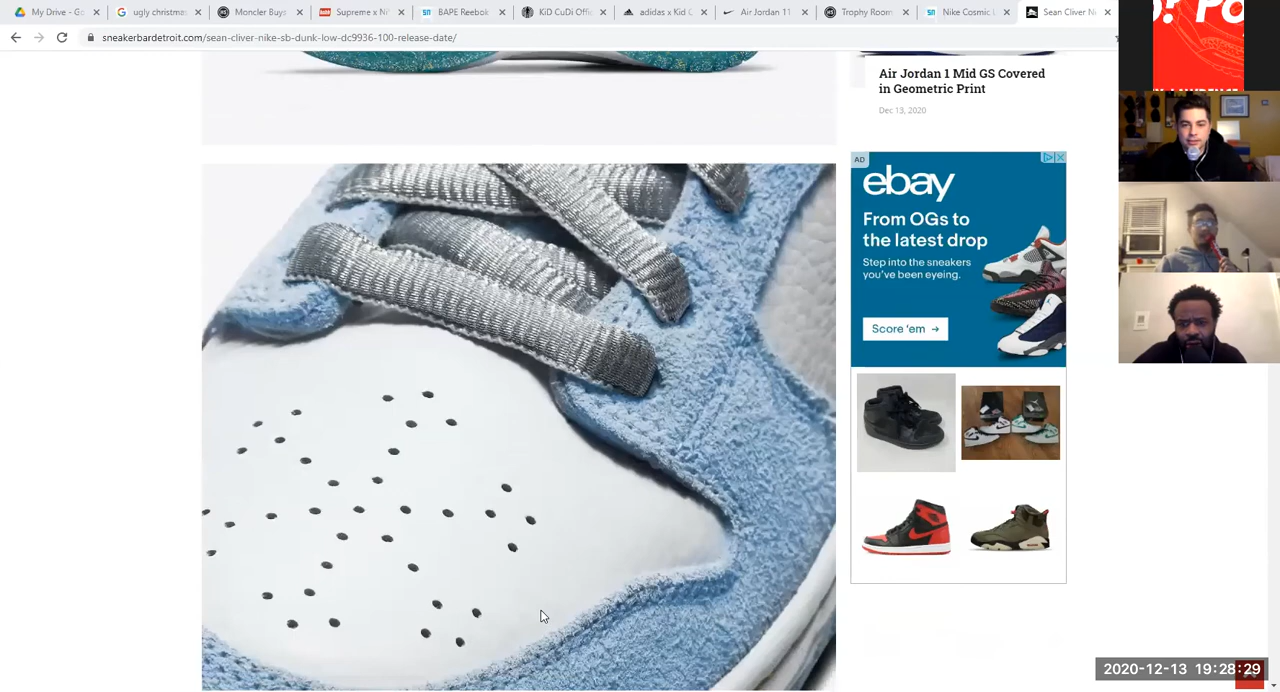 My Drive - Go
ugly christmas
Moncler Buys
Supreme x Ni
BAPE Reebok
KiD CuDi Offi
adidas x Kid C
Air Jordan 11
Trophy Room
Nike Cosmic
Sean Cliver Ni
sneakerbardetroit.com/sean-cliver-nike-sb-dunk-low-dc9936-100-release-date/
Air Jordan 1 Mid GS Covered
in Geometric Print
Dec 13, 2020
AD
ebay
From OGs to
the latest drop
Step into the sneakers
you've been eyeing.
Score 'em →
2020-12-13 19:28:29